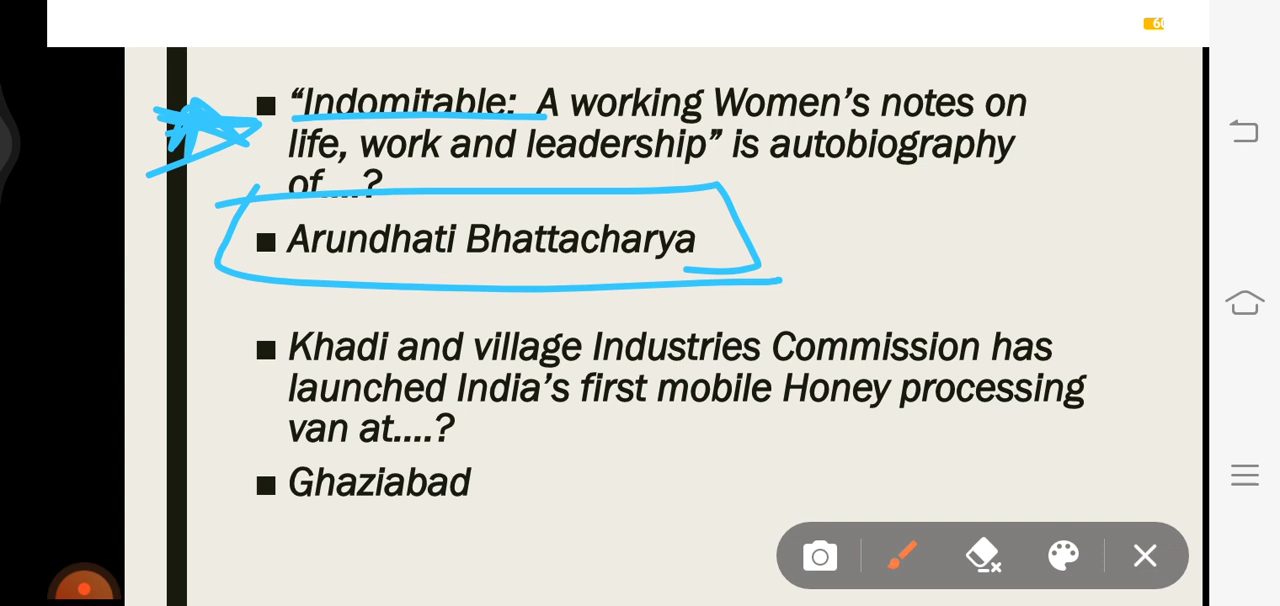 “Indomitable: A working Women’s notes on
life, work and leadership” is autobiography
of....?
Arundhati Bhattacharya
Khadi and village Industries Commission has
launched India’s first mobile Honey processing
van at....?
Ghaziabad